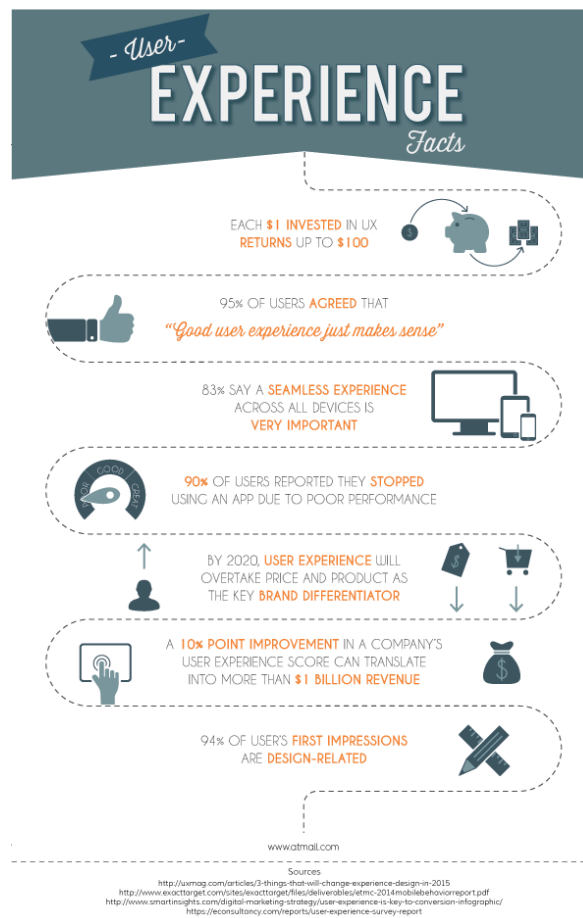 - User -
EXPERIENCE
Facts
EACH $1 INVESTED IN UX
RETURNS UP TO $100
$
95% OF USERS AGREED THAT
"Good user experience just makes sense"
83% SAY A SEAMLESS EXPERIENCE
ACROSS ALL DEVICES IS
VERY IMPORTANT
POOR GOOD GREAT
90% OF USERS REPORTED THEY STOPPED
USING AN APP DUE TO POOR PERFORMANCE
BY 2020, USER EXPERIENCE WILL
OVERTAKE PRICE AND PRODUCT AS
THE KEY BRAND DIFFERENTIATOR
$
A 10% POINT IMPROVEMENT IN A COMPANY'S
USER EXPERIENCE SCORE CAN TRANSLATE
INTO MORE THAN $1 BILLION REVENUE
$
94% OF USER'S FIRST IMPRESSIONS
ARE DESIGN-RELATED
www.atmail.com
Sources
http://uxmag.com/articles/3-things-that-will-change-experience-design-in-2015
http://www.exacttarget.com/sites/exacttarget/files/deliverables/etmc-2014mobilebehaviorreport.pdf
http://www.smartinsights.com/digital-marketing-strategy/user-experience-is-key-to-conversion-infographic/
https://econsultancy.com/reports/user-experience-survey-report